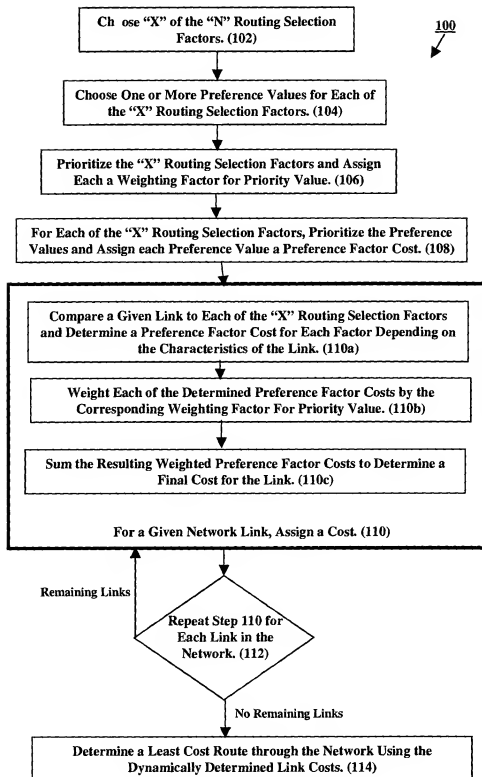 Ch ose “X” of the “N” Routing Selection
Factors. (102)
100
Choose One or More Preference Values for Each of
the “X” Routing Selection Factors. (104)
Prioritize the “X” Routing Selection Factors and Assign
Each a Weighting Factor for Priority Value. (106)
For Each of the “X” Routing Selection Factors, Prioritize the Preference
Values and Assign each Preference Value a Preference Factor Cost. (108)
Compare a Given Link to Each of the “X” Routing Selection Factors
and Determine a Preference Factor Cost for Each Factor Depending on
the Characteristics of the Link. (110a)
Weight Each of the Determined Preference Factor Costs by the
Corresponding Weighting Factor For Priority Value. (110b)
Sum the Resulting Weighted Preference Factor Costs to Determine a
Final Cost for the Link. (110c)
For a Given Network Link, Assign a Cost. (110)
Remaining Links
Repeat Step 110 for
Each Link in the
Network. (112)
No Remaining Links
Determine a Least Cost Route through the Network Using the
Dynamically Determined Link Costs. (114)